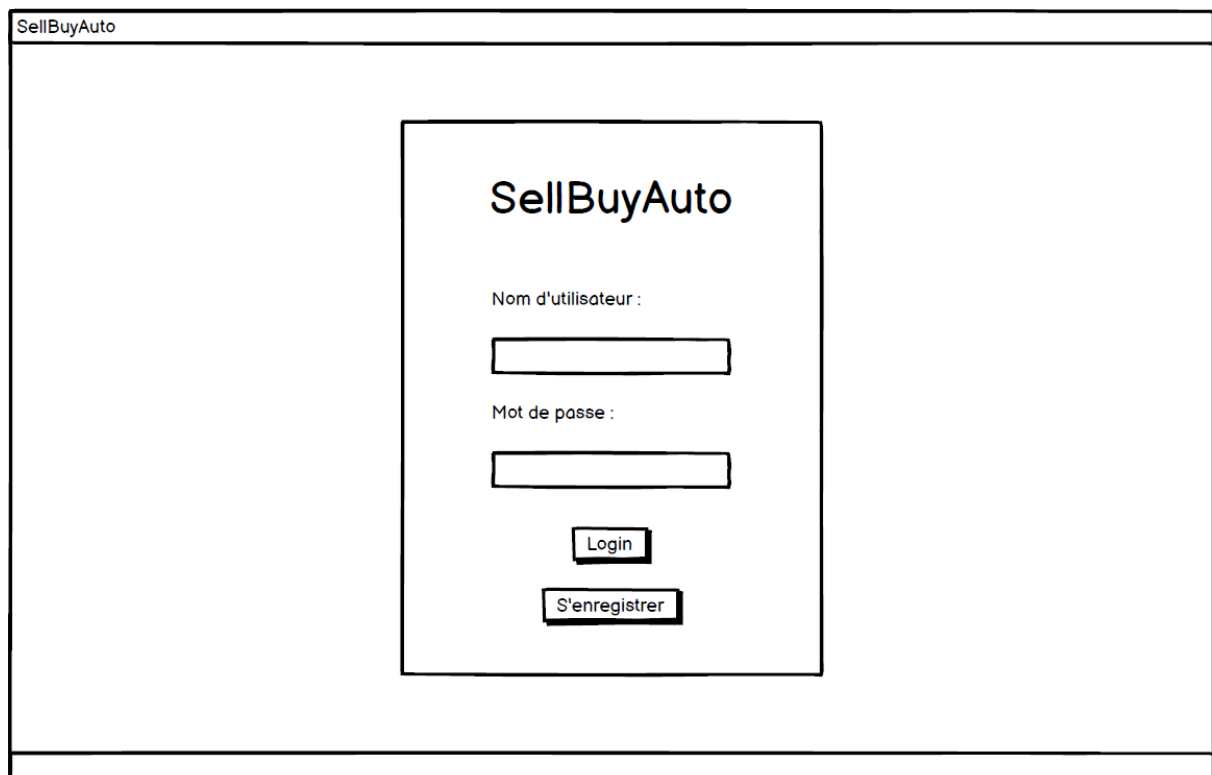 SellBuyAuto
SellBuyAuto
Nom d'utilisateur :
Mot de passe :
Login
S'enregistrer